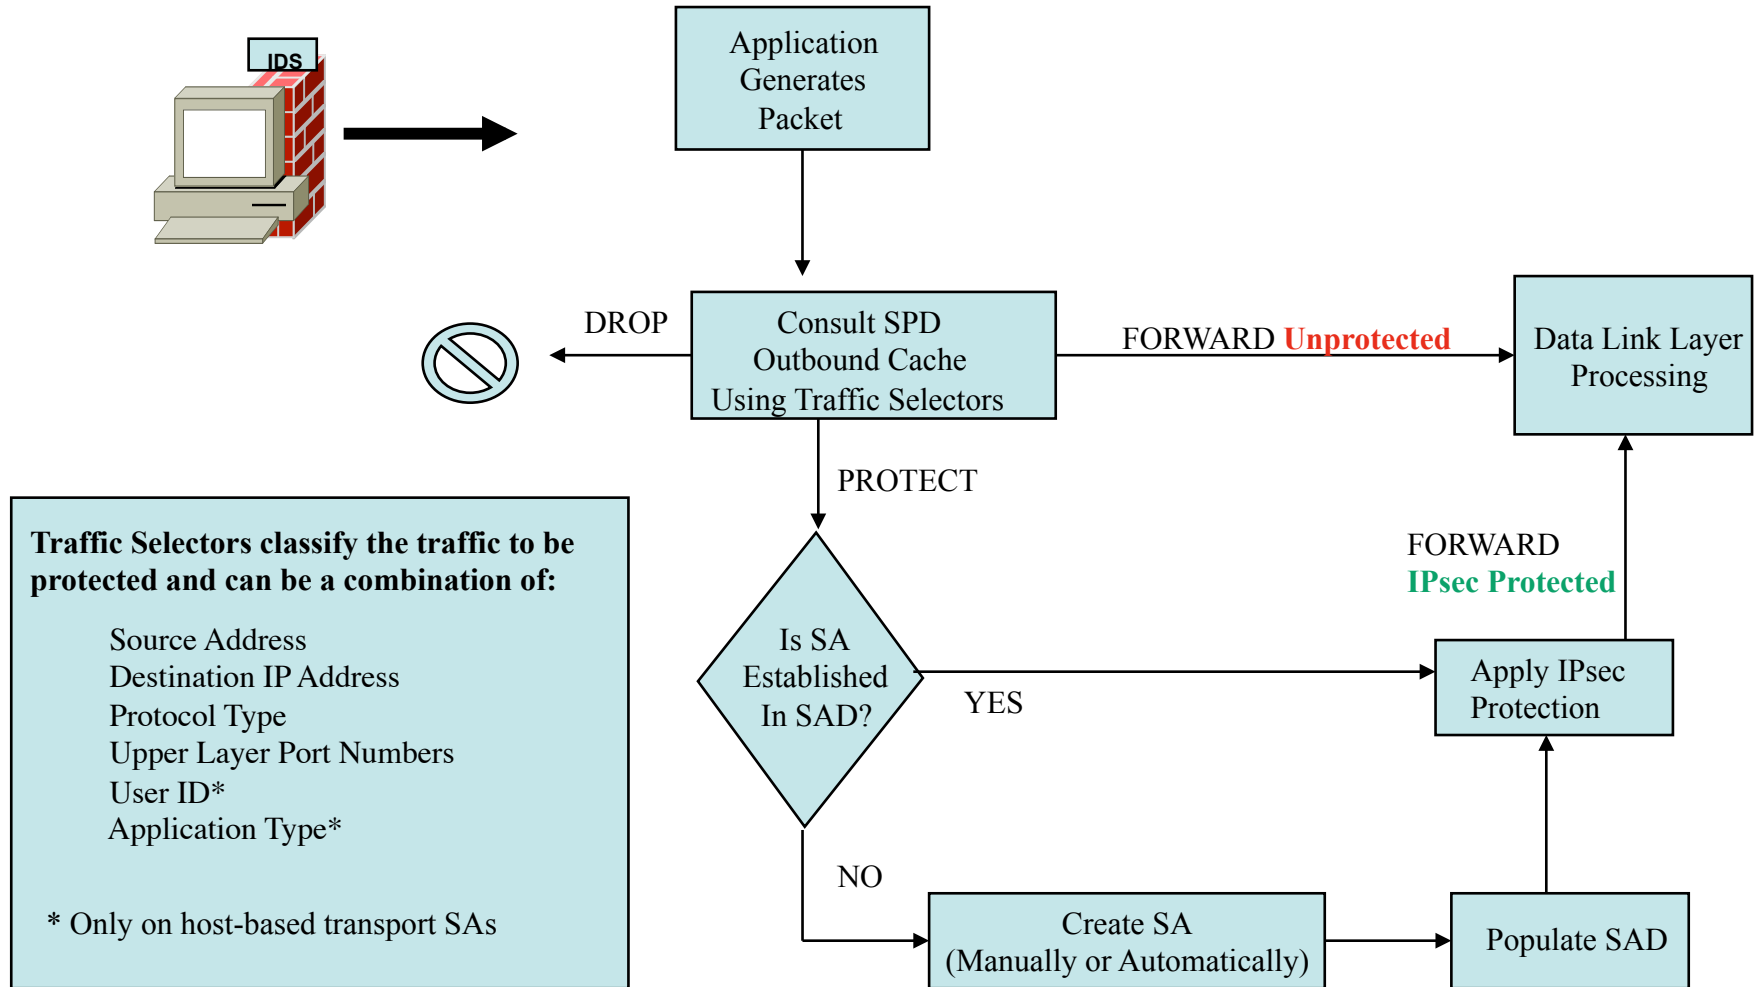 IDS
Application
Generates
Packet
DROP
Consult SPD
Outbound Cache
Using Traffic Selectors
FORWARD Unprotected
Data Link Layer
Processing
PROTECT
Traffic Selectors classify the traffic to be
protected and can be a combination of:
Source Address
Destination IP Address
Protocol Type
Upper Layer Port Numbers
User ID*
Application Type*
* Only on host-based transport SAs
Is SA
Established
In SAD?
YES
FORWARD
IPsec Protected
Apply IPsec
Protection
NO
Create SA
(Manually or Automatically)
Populate SAD